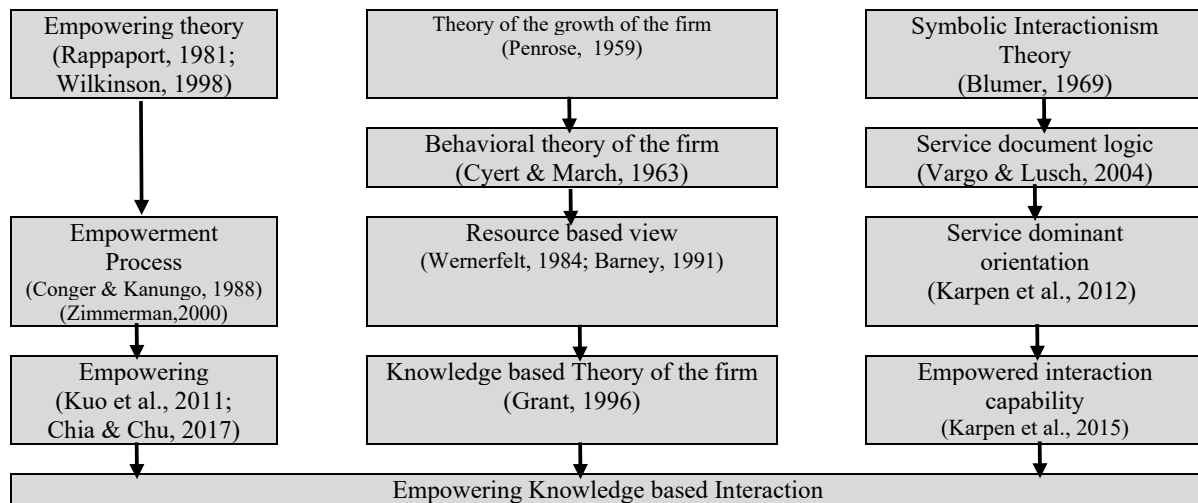 Empowering theory
(Rappaport, 1981;
Wilkinson, 1998)
Theory of the growth of the firm
(Penrose, 1959)
Symbolic Interactionism
Theory
(Blumer, 1969)
Behavioral theory of the firm
(Cyert & March, 1963)
Service document logic
(Vargo & Lusch, 2004)
Empowerment
Process
(Conger & Kanungo, 1988)
(Zimmerman,2000)
Resource based view
(Wernerfelt, 1984; Barney, 1991)
Service dominant
orientation
(Karpen et al., 2012)
Empowering
(Kuo et al., 2011;
Chia & Chu, 2017)
Knowledge based Theory of the firm
(Grant, 1996)
Empowered interaction
capability
(Karpen et al., 2015)
Empowering Knowledge based Interaction